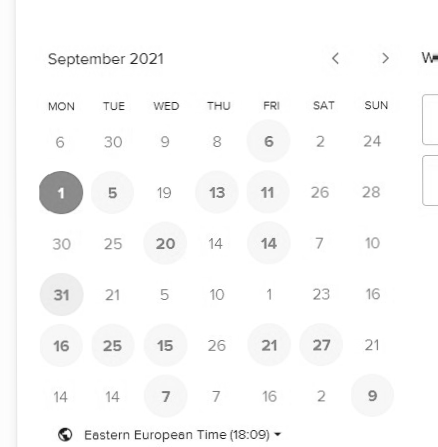 September 2021 < >
MON TUE WED THU FRI SAT SUN
6 30 9 8 6 2 24
1 5 19 13 11 26 28
30 25 20 14 14 7 10
31 21 5 10 1 23 16
16 25 15 26 21 27 21
14 14 7 7 16 2 9
Eastern European Time (18:09)